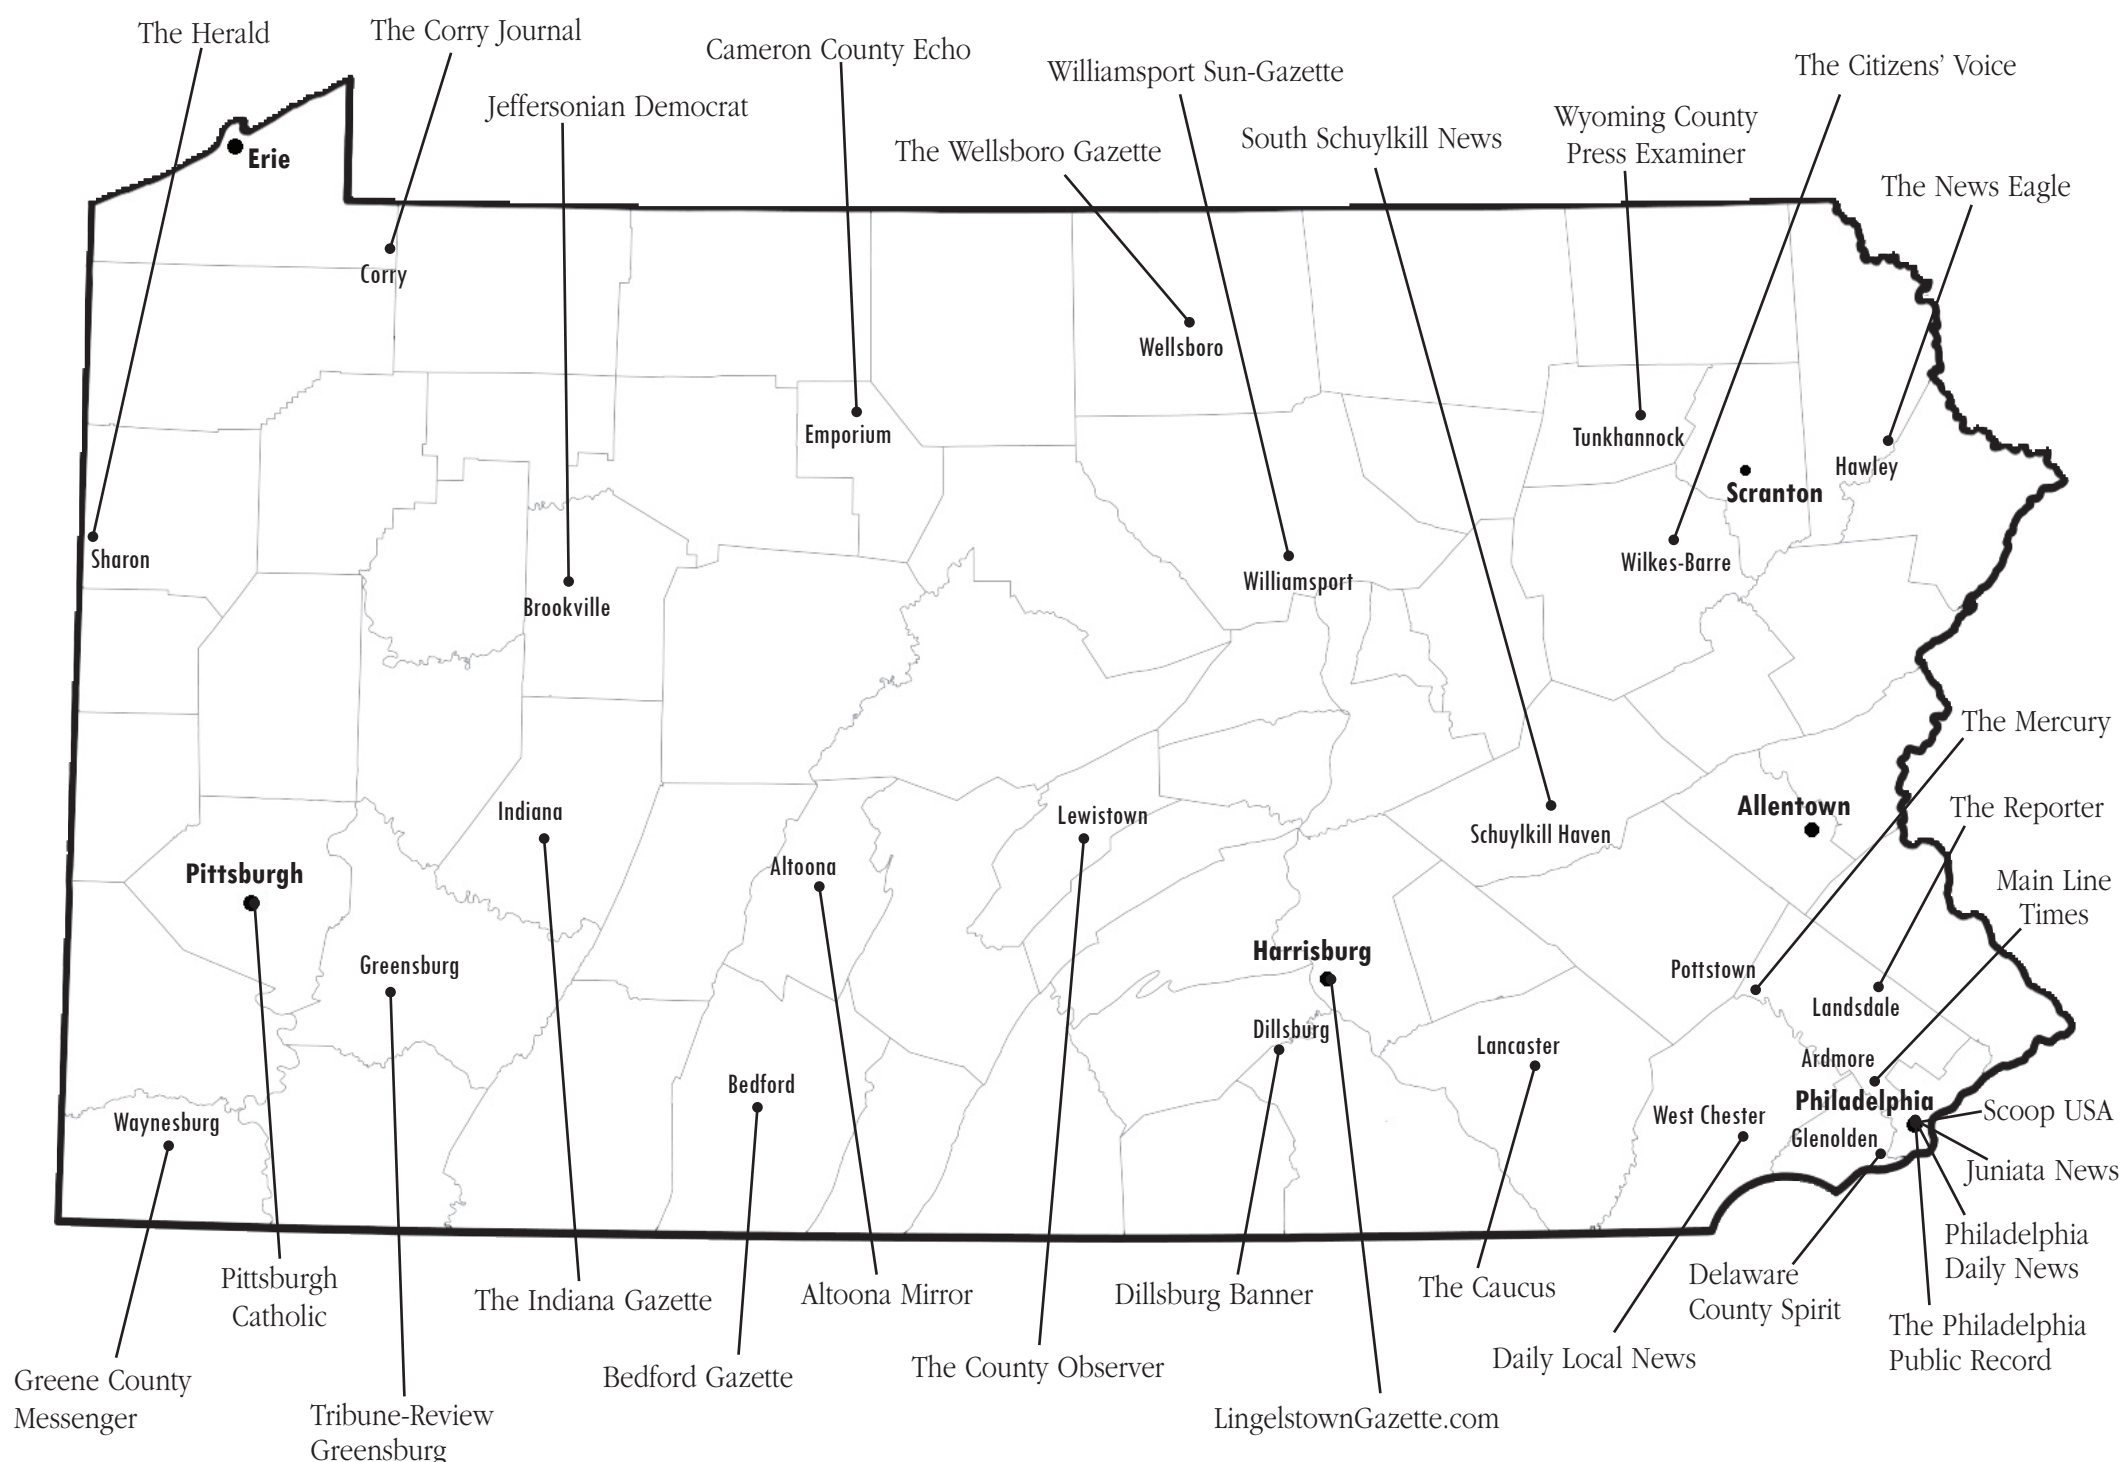 The Herald
The Corry Journal
Cameron County Echo
Williamsport Sun-Gazette
The Citizens' Voice
Jeffersonian Democrat
The Wellsboro Gazette
South Schuylkill News
Wyoming County
Press Examiner
The News Eagle
Erie
Corry
Wellsboro
Emporium
Tunkhannock
Hawley
Scranton
Sharon
Wilkes-Barre
Williamsport
Brookville
The Mercury
Indiana
Lewistown
Schuylkill Haven
Allentown
The Reporter
Pittsburgh
Altoona
Main Line
Times
Greensburg
Harrisburg
Pottstown
Landsdale
Dillsburg
Lancaster
Ardmore
Bedford
Philadelphia
Scoop USA
Waynesburg
West Chester
Glenolden
Juniata News
Philadelphia
Daily News
Pittsburgh
Catholic
The Indiana Gazette
Altoona Mirror
Dillsburg Banner
The Caucus
Delaware
County Spirit
The Philadelphia
Public Record
Greene County
Messenger
Bedford Gazette
The County Observer
Daily Local News
Tribune-Review
Greensburg
LingelstownGazette.com